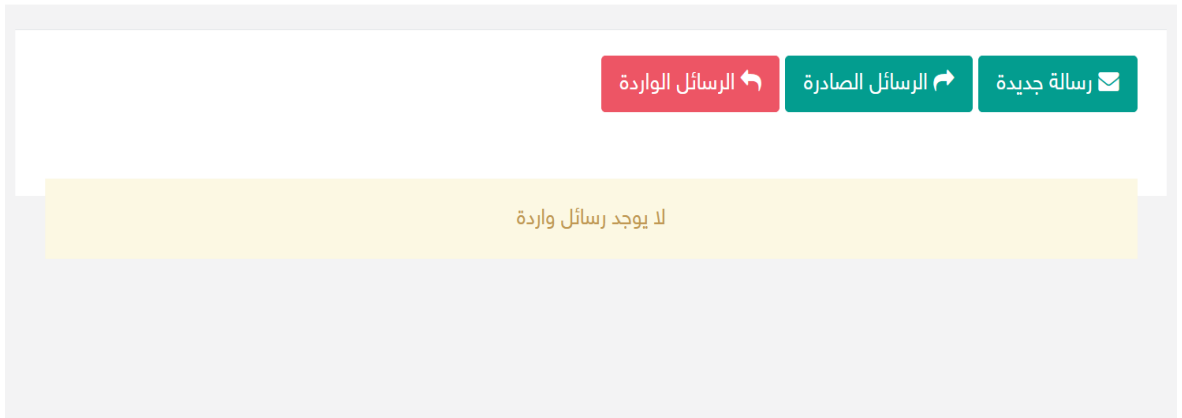 رسالة جديدة الرسائل الصادرة الرسائل الواردة
لا يوجد رسائل واردة